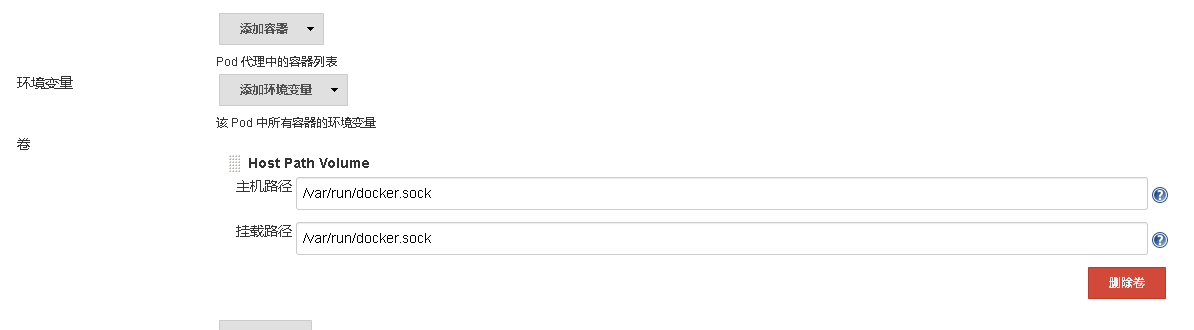 添加容器
Pod 代理中的容器列表
环境变量
添加环境变量
该 Pod 中所有容器的环境变量
卷
Host Path Volume
主机路径
/var/run/docker.sock
?
挂载路径
/var/run/docker.sock
?
删除卷